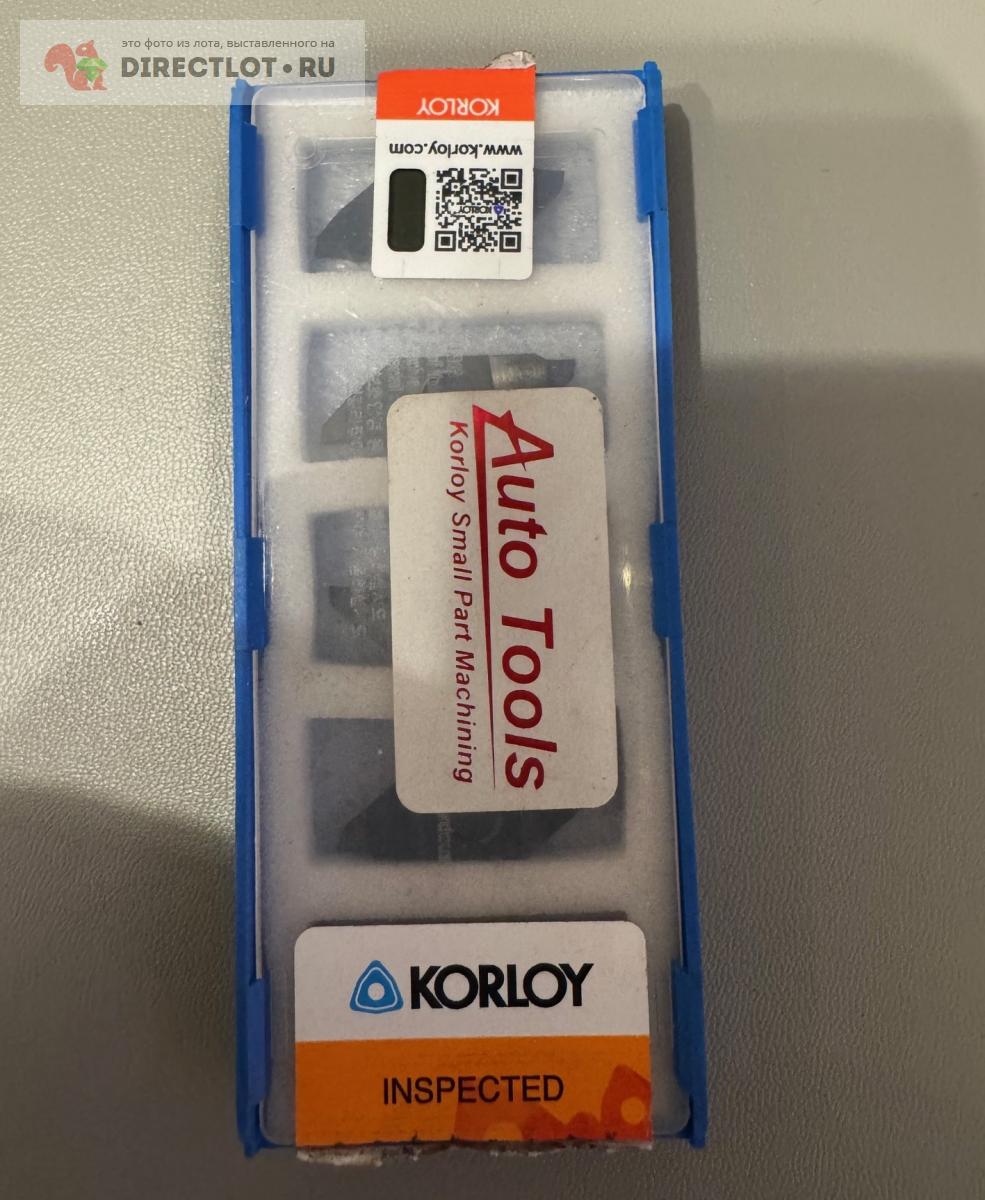 это фото из лота, выставленного на
DIRECTLOT.RU
KORLOY
www.korloy.com
KORLOY
Auto Tools
Korloy Small Part Machining
KORLOY
INSPECTED